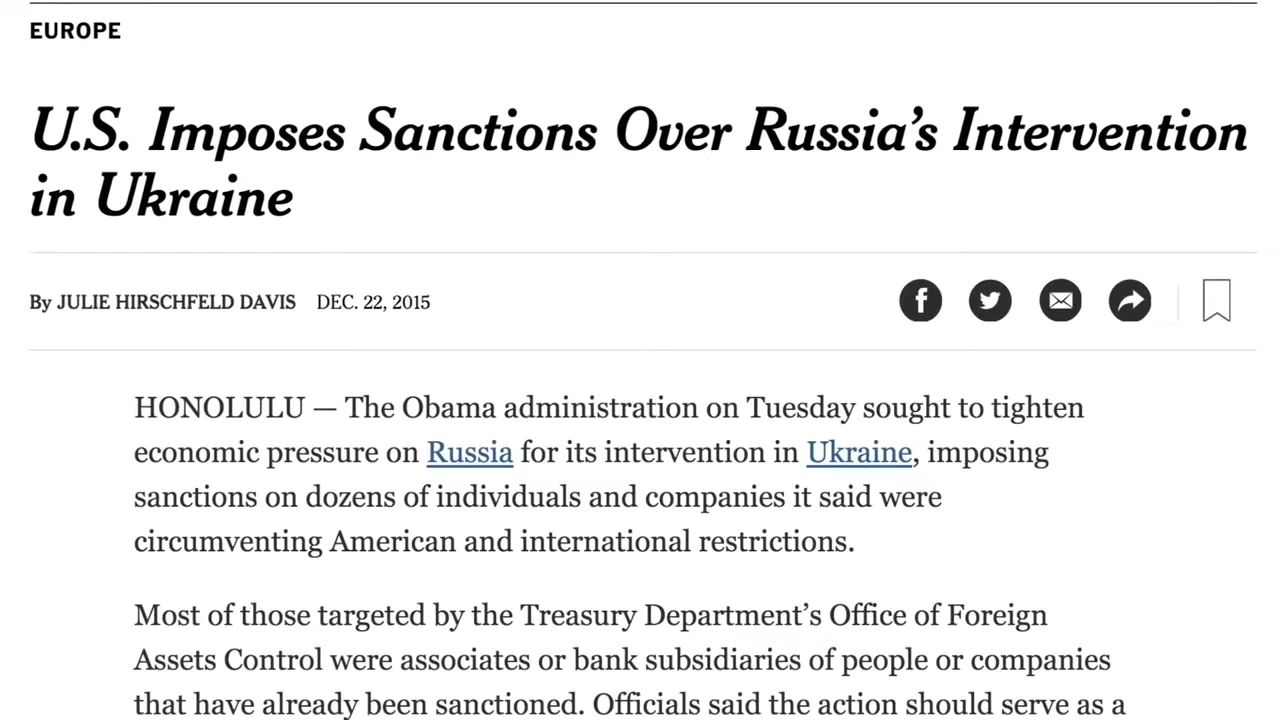 EUROPE
U.S. Imposes Sanctions Over Russia's Intervention
in Ukraine
By JULIE HIRSCHFELD DAVIS DEC. 22, 2015
HONOLULU — The Obama administration on Tuesday sought to tighten
economic pressure on Russia for its intervention in Ukraine, imposing
sanctions on dozens of individuals and companies it said were
circumventing American and international restrictions.
Most of those targeted by the Treasury Department's Office of Foreign
Assets Control were associates or bank subsidiaries of people or companies
that have already been sanctioned. Officials said the action should serve as a